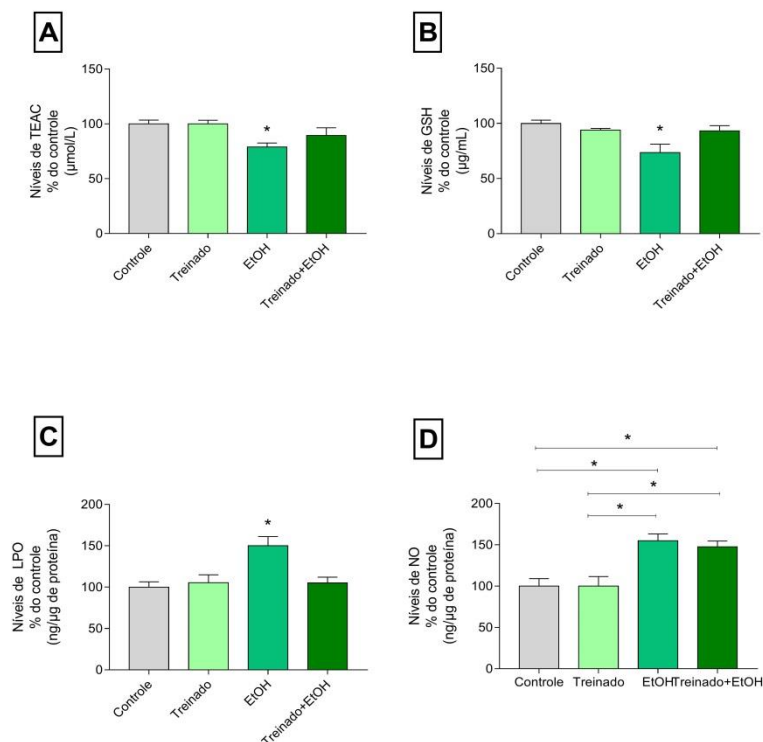 A
Níveis de TEAC
% do controle
(µmol/L)
150
100
50
0
*
Controle
Treinado
EtOH
Treinado+EtOH
B
Níveis de GSH
% do controle
(µg/mL)
150
100
50
0
*
Controle
Treinado
EtOH
Treinado+EtOH
C
Níveis de LPO
% do controle
(ng/µg de proteína)
200
150
100
50
0
*
Controle
Treinado
EtOH
Treinado+EtOH
D
Níveis de NO
% do controle
(ng/µg de proteína)
*
*
*
*
200
150
100
50
0
Controle
Treinado
EtOH
Treinado+EtOH